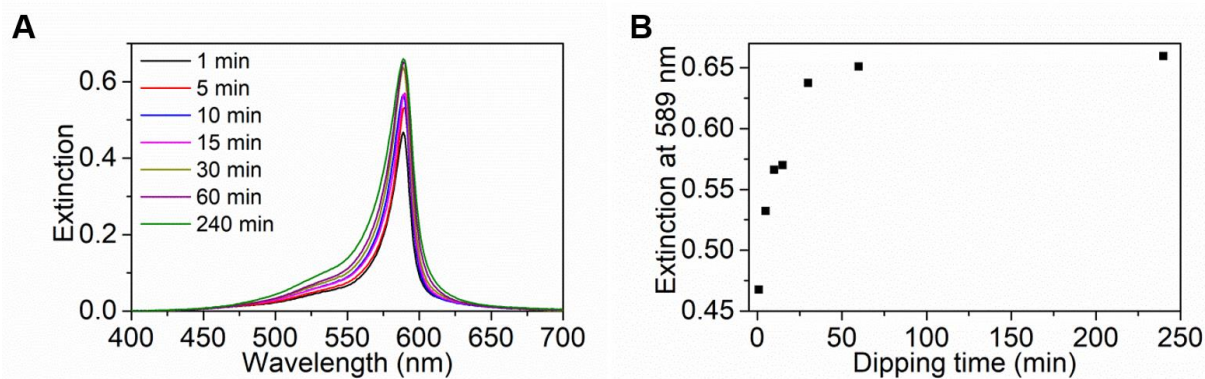 A
1 min
5 min
10 min
15 min
30 min
60 min
240 min
Extinction
0.6
0.4
0.2
0.0
400 450 500 550 600 650 700
Wavelength (nm)
B
Extinction at 589 nm
0.65
0.60
0.55
0.50
0.45
0 50 100 150 200 250
Dipping time (min)